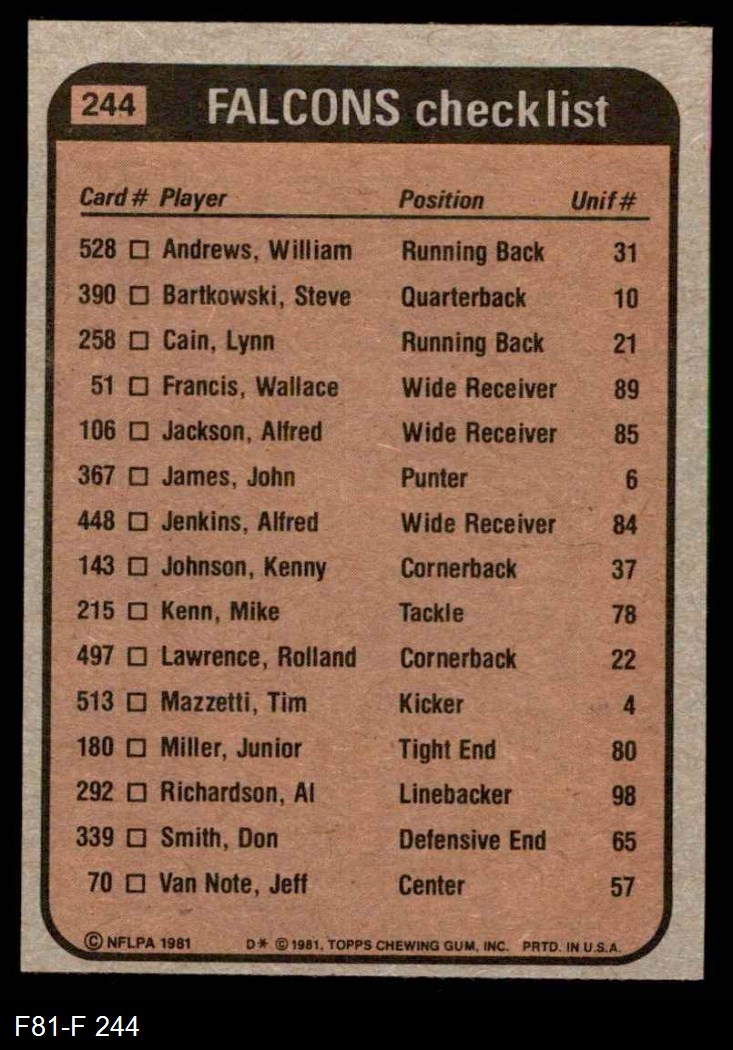 244 FALCONS checklist
Card # Player Position Unif #
528 □ Andrews, William Running Back 31
390 □ Bartkowski, Steve Quarterback 10
258 □ Cain, Lynn Running Back 21
51 □ Francis, Wallace Wide Receiver 89
106 □ Jackson, Alfred Wide Receiver 85
367 □ James, John Punter 6
448 □ Jenkins, Alfred Wide Receiver 84
143 □ Johnson, Kenny Cornerback 37
215 □ Kenn, Mike Tackle 78
497 □ Lawrence, Rolland Cornerback 22
513 □ Mazzetti, Tim Kicker 4
180 □ Miller, Junior Tight End 80
292 □ Richardson, Al Linebacker 98
339 □ Smith, Don Defensive End 65
70 □ Van Note, Jeff Center 57
© NFLPA 1981 D* © 1981, TOPPS CHEWING GUM, INC. PRTD. IN U.S.A.
F81-F 244